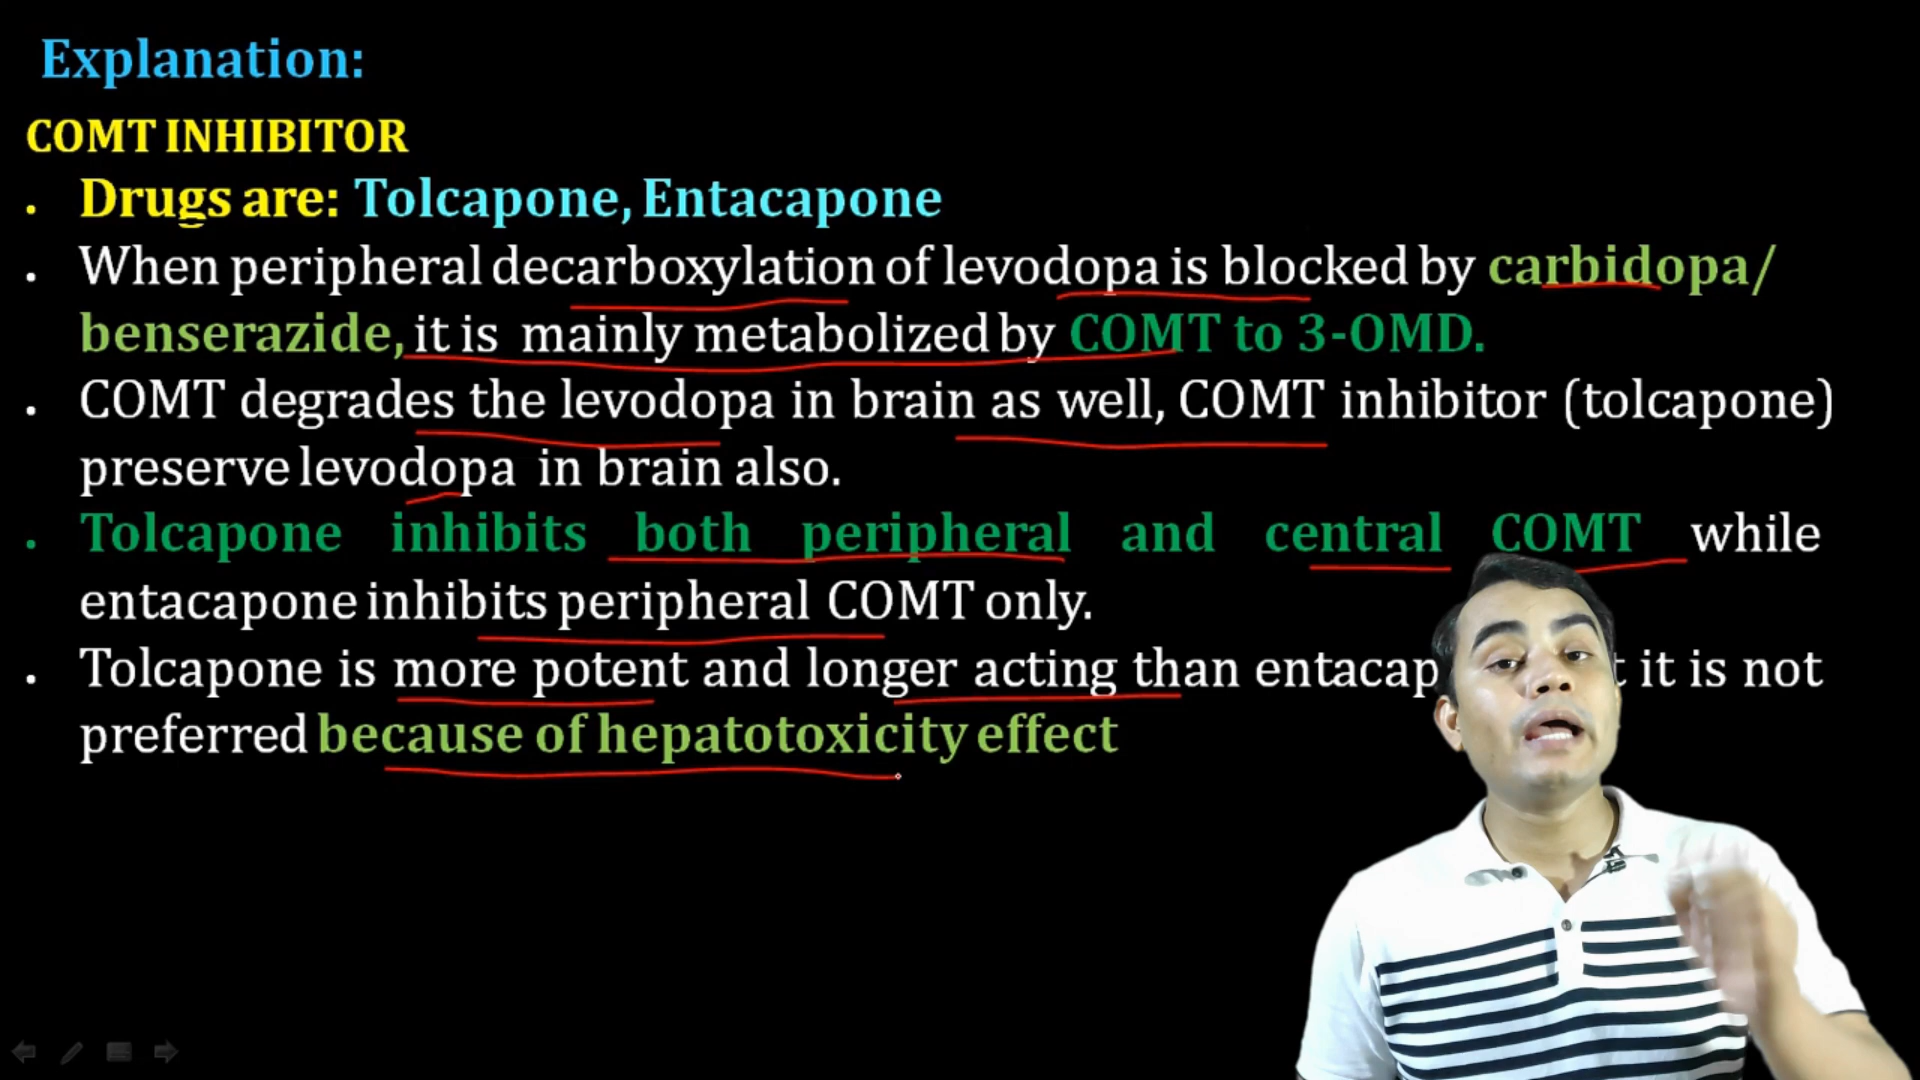 Explanation:
COMT INHIBITOR
. Drugs are: Tolcapone, Entacapone
. When peripheral decarboxylation of levodopa is blocked by carbidopa/
benserazide, it is mainly metabolized by COMT to 3-OMD.
. COMT degrades the levodopa in brain as well, COMT inhibitor (tolcapone)
preserve levodopa in brain also.
. Tolcapone inhibits both peripheral and central COMT while
entacapone inhibits peripheral COMT only.
. Tolcapone is more potent and longer acting than it is not
preferred because of hepatotoxicity effect